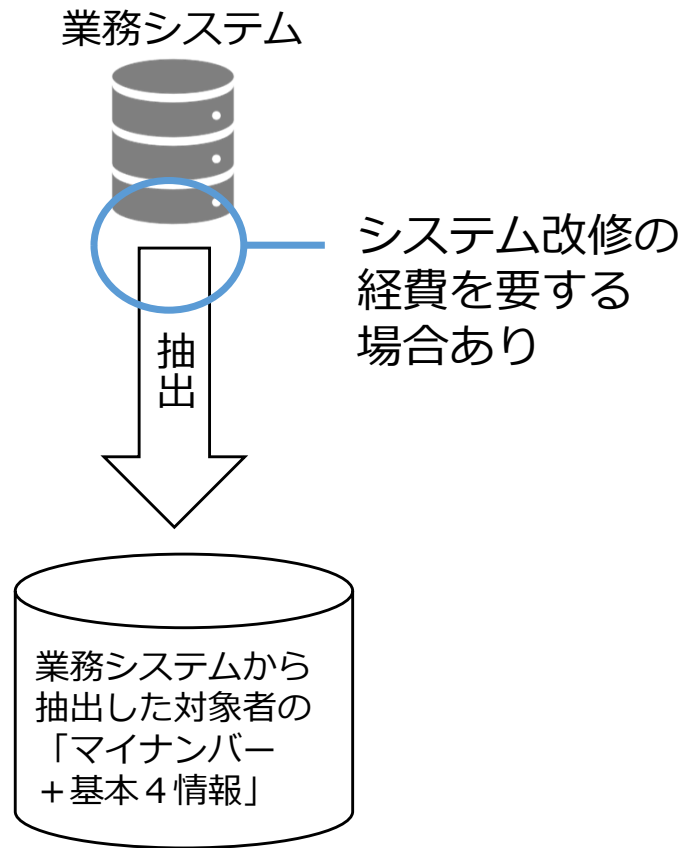 業務システム
システム改修の
経費を要する
場合あり
抽出
業務システムから
抽出した対象者の
「マイナンバー
＋基本４情報」